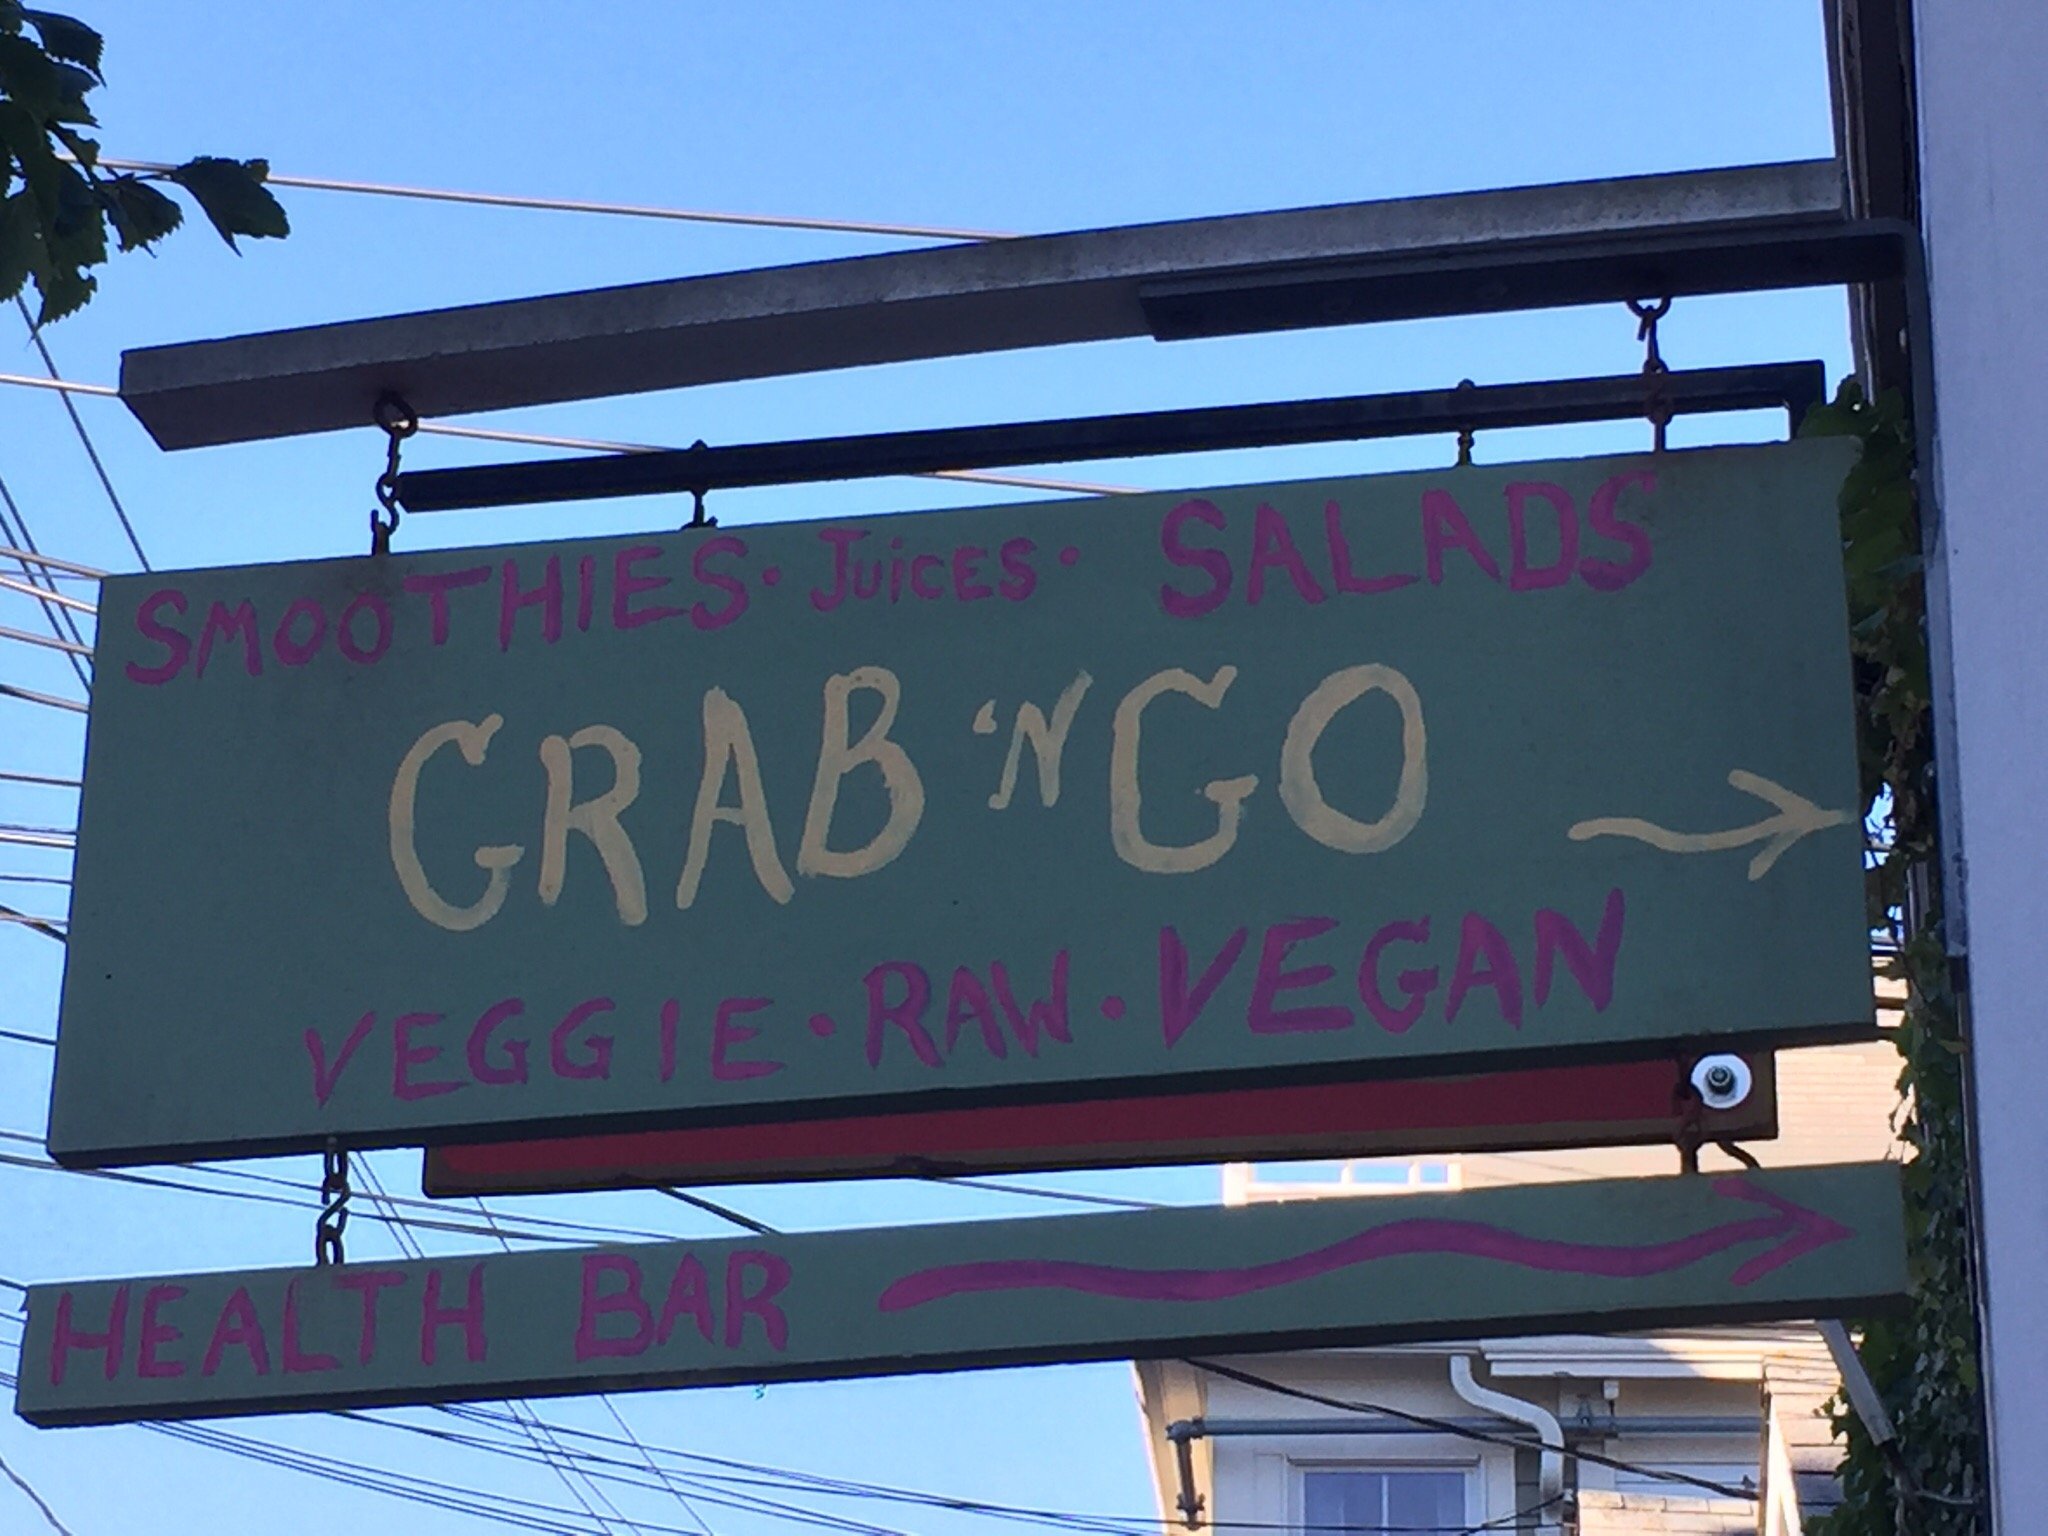 SMOOTHIES · JUiCES · SALADS
GRAB 'N GO
VEGGIE · RAW · VEGAN
HEALTH BAR